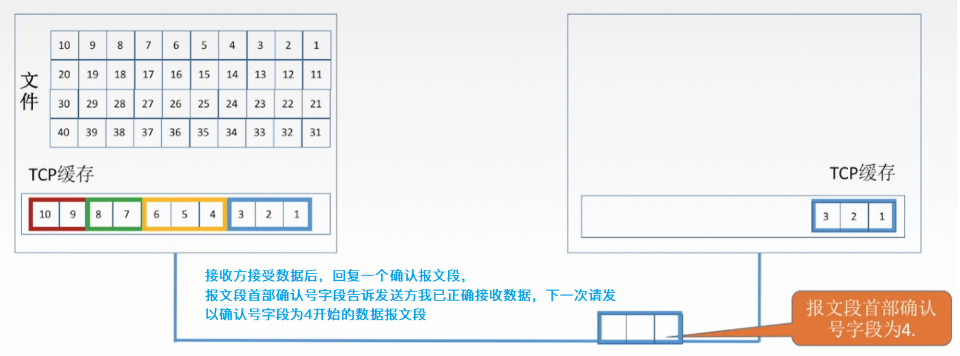 文件
10 9 8 7 6 5 4 3 2 1
20 19 18 17 16 15 14 13 12 11
30 29 28 27 26 25 24 23 22 21
40 39 38 37 36 35 34 33 32 31
TCP缓存
10 9 8 7 6 5 4 3 2 1
TCP缓存
3 2 1
接收方接受数据后，回复一个确认报文段，
报文段首部确认号字段告诉发送方我已正确接收数据，下一次请发
以确认号字段为4开始的数据报文段
报文段首部确认
号字段为4.